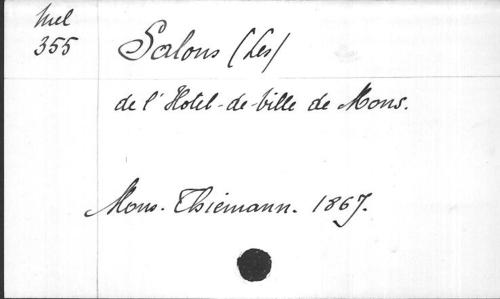 Mel
355
Salons (Les)
de l'Hotel-de-Ville de Mons.
Mons. Thiemann. 1867.